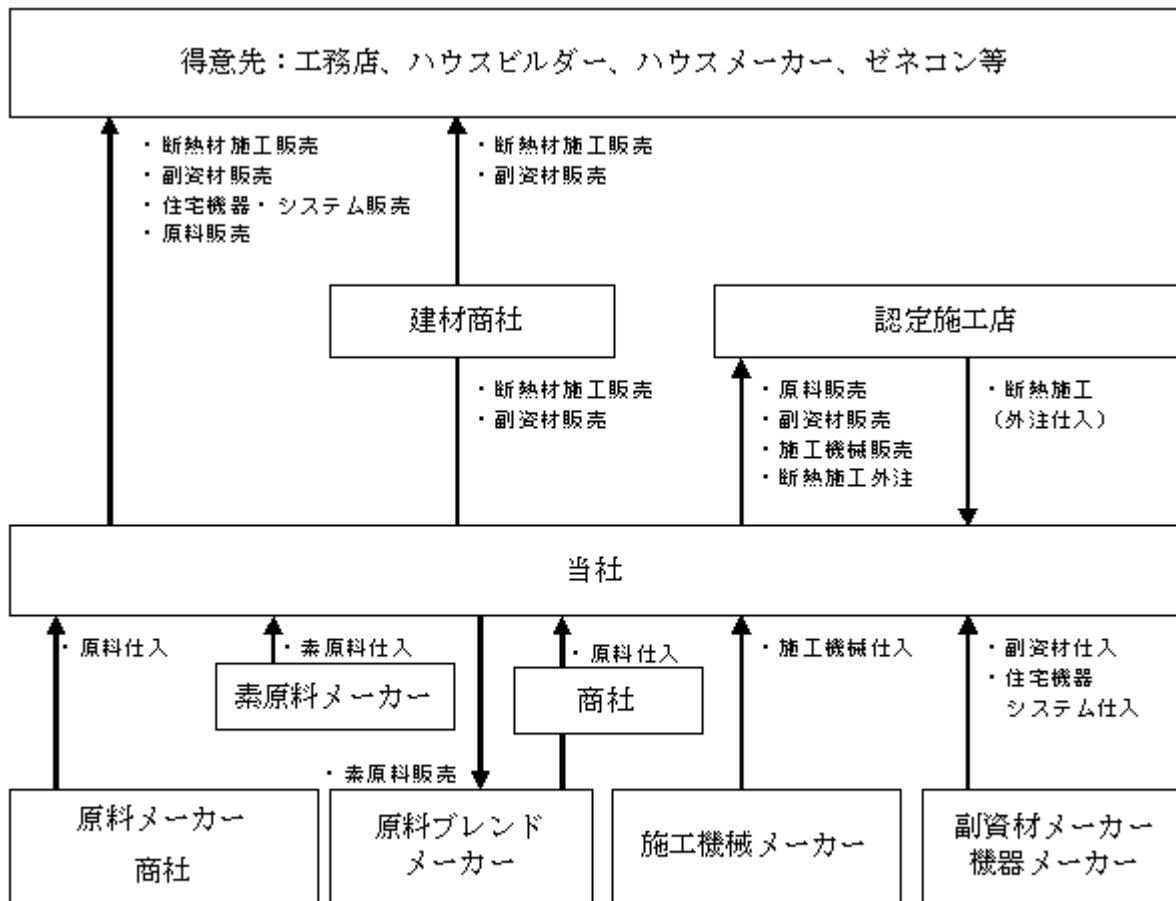 得意先：工務店、ハウスビルダー、ハウスメーカー、ゼネコン等
・断熱材施工販売
・副資材販売
・住宅機器・システム販売
・原料販売
・断熱材施工販売
・副資材販売
建材商社
認定施工店
・断熱材施工販売
・副資材販売
・原料販売
・副資材販売
・施工機械販売
・断熱施工外注
・断熱施工
（外注仕入）
当社
・原料仕入
・素原料仕入
・原料仕入
・施工機械仕入
・副資材仕入
・住宅機器
システム仕入
素原料メーカー
商社
・素原料販売
原料メーカー
商社
原料ブレンド
メーカー
施工機械メーカー
副資材メーカー
機器メーカー